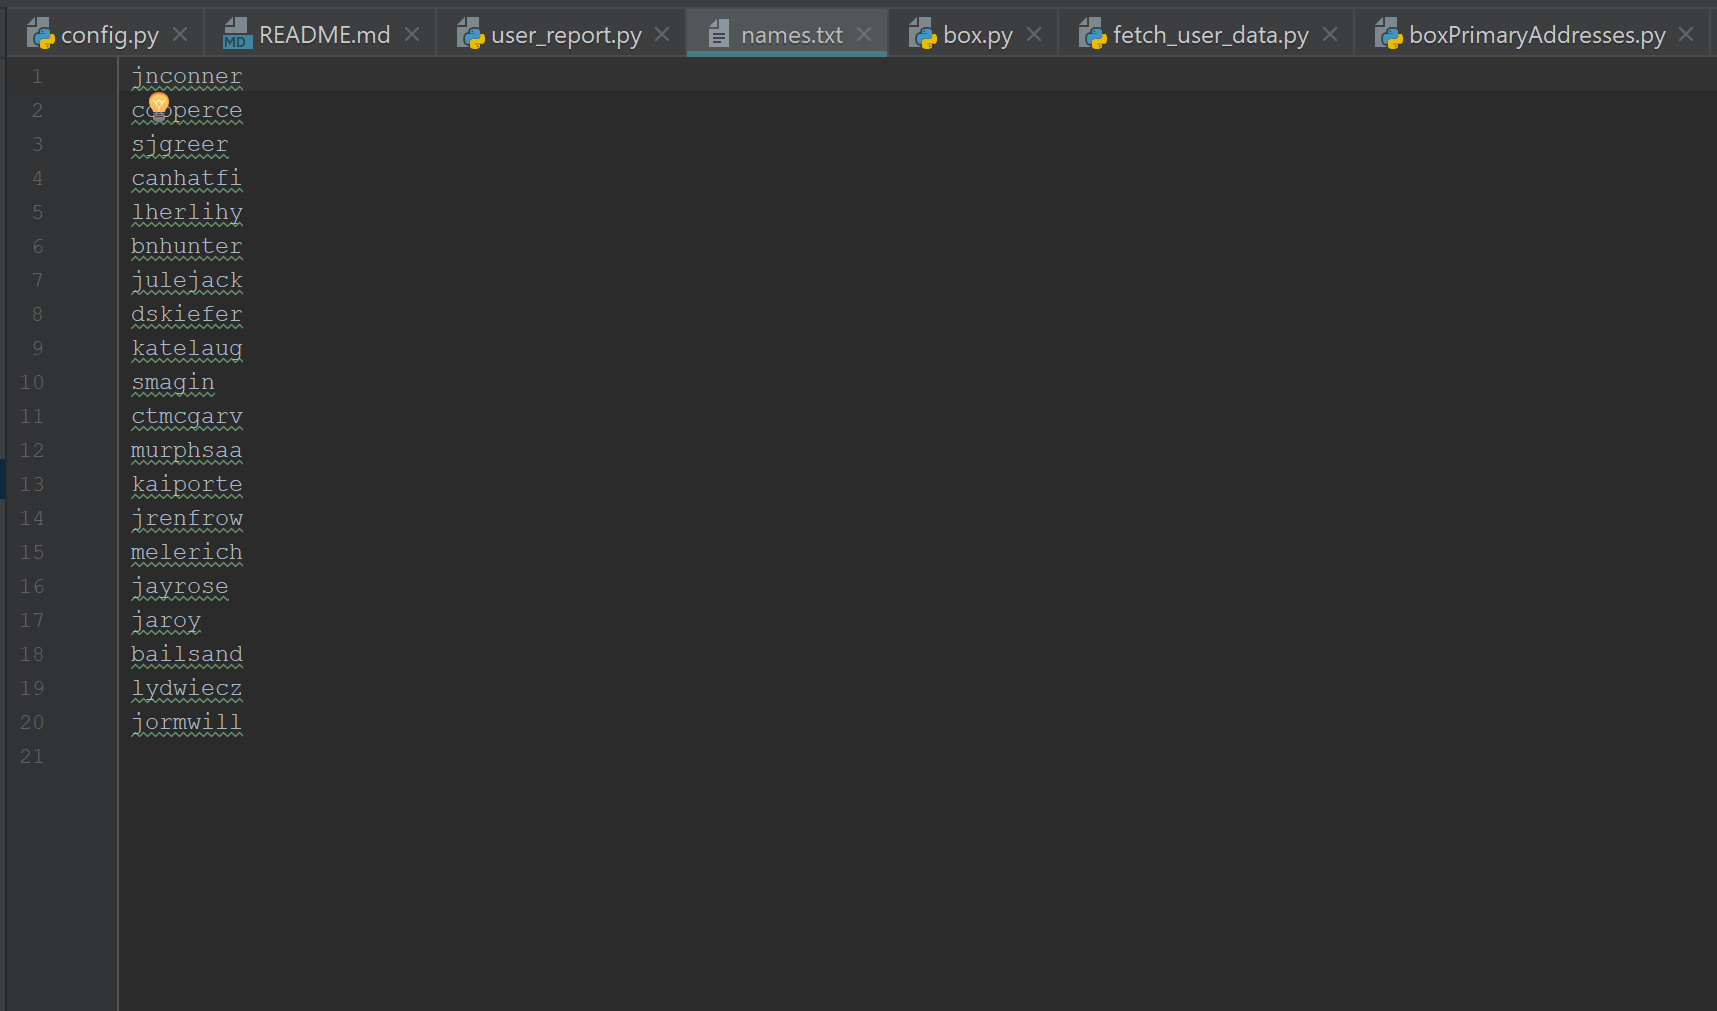 config.py README.md user_report.py names.txt box.py fetch_user_data.py boxPrimaryAddresses.py
MD
1 jnconner
2 cooperce
3 sjgreer
4 canhatfi
5 lherlihy
6 bnhunter
7 julejack
8 dskiefer
9 katelaug
10 smagin
11 ctmcgarv
12 murphsaa
13 kaiporte
14 jrenfrow
15 melerich
16 jayrose
17 jaroy
18 bailsand
19 lydwiecz
20 jormwill
21